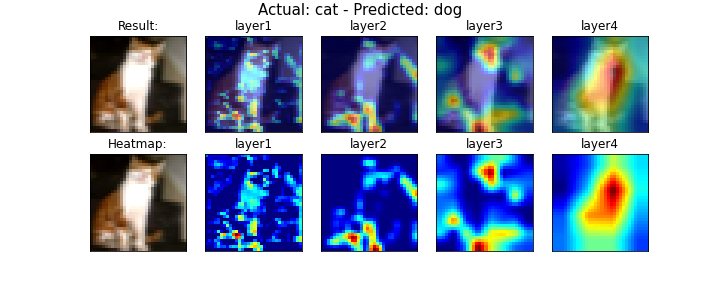 Actual: cat - Predicted: dog
Result: layer1 layer2 layer3 layer4
Heatmap: layer1 layer2 layer3 layer4